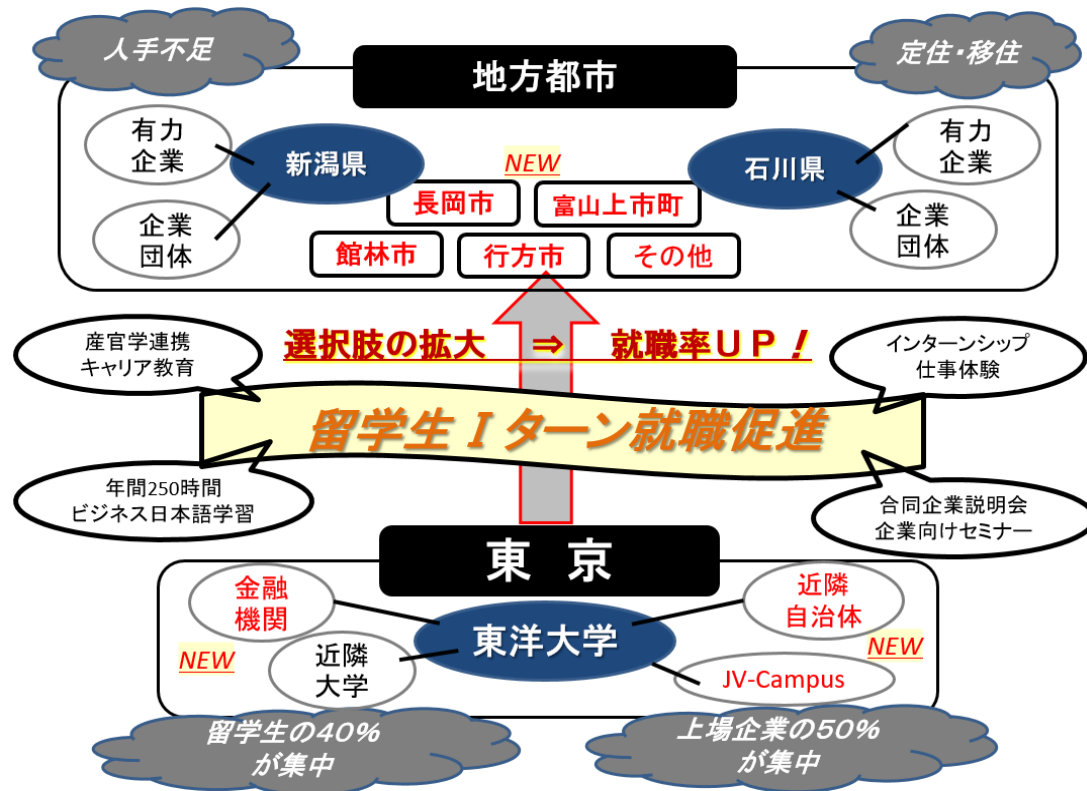 人手不足
定住・移住
地方都市
有力
企業
新潟県
NEW
石川県
有力
企業
企業
団体
長岡市
富山上市町
企業
団体
館林市
行方市
その他
産官学連携
キャリア教育
選択肢の拡大 ⇒ 就職率UP！
インターンシップ
仕事体験
留学生Iターン就職促進
年間250時間
ビジネス日本語学習
合同企業説明会
企業向けセミナー
東 京
金融
機関
近隣
自治体
東洋大学
NEW
近隣
大学
NEW
JV-Campus
留学生の40%
が集中
上場企業の50%
が集中